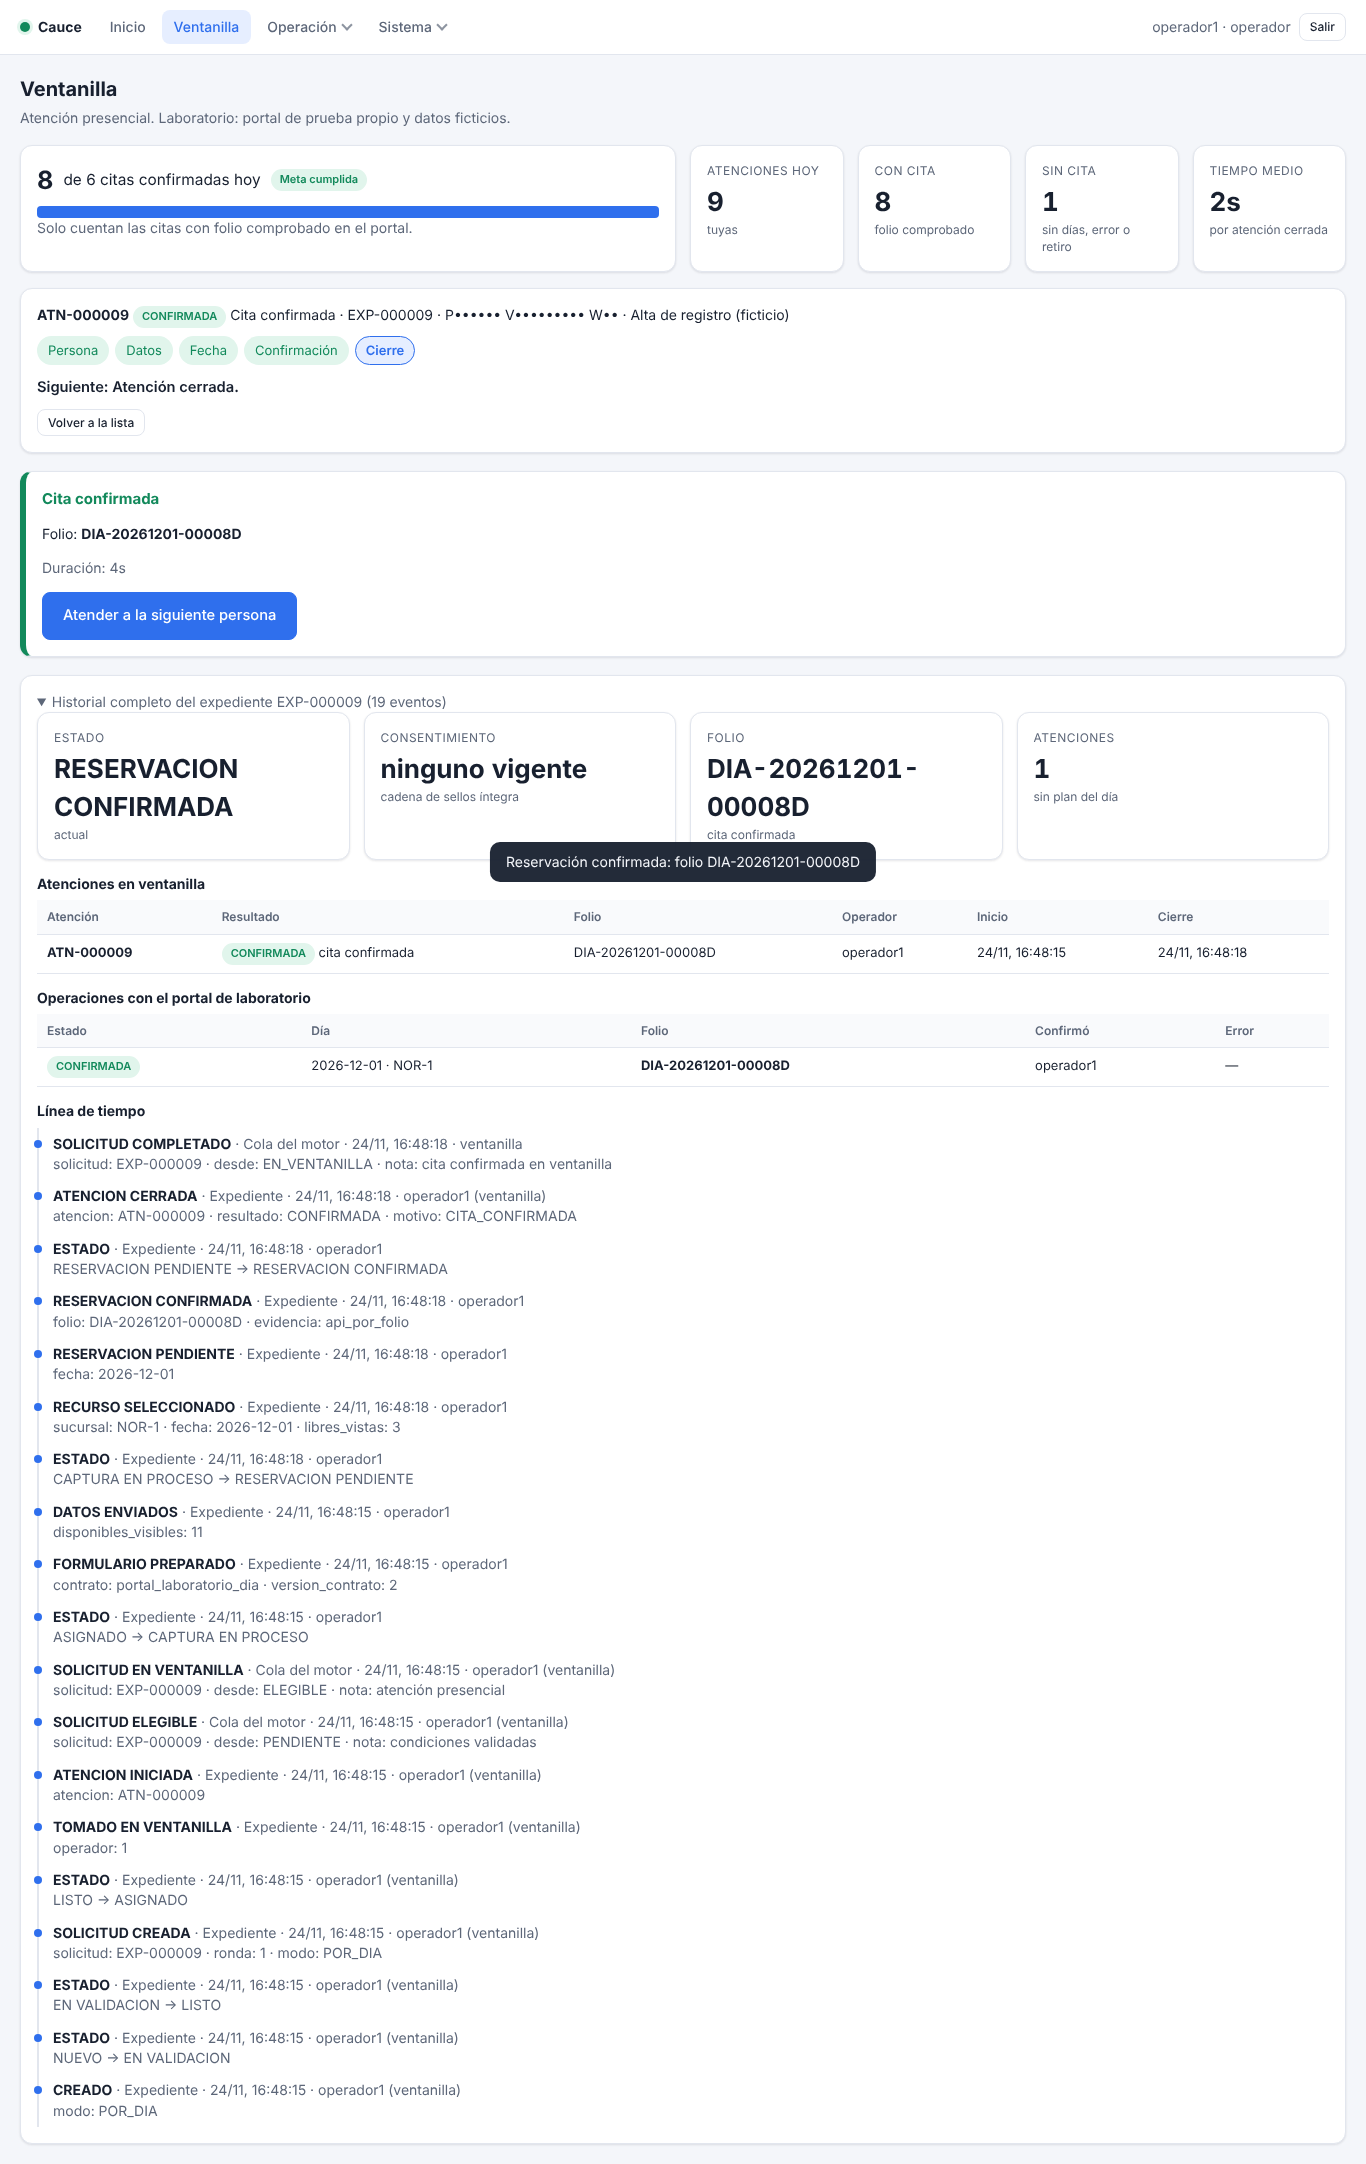 Cauce Inicio Ventanilla Operación Sistema operador1 · operador Salir
Ventanilla
Atención presencial. Laboratorio: portal de prueba propio y datos ficticios.
8 de 6 citas confirmadas hoy Meta cumplida
Solo cuentan las citas con folio comprobado en el portal.
ATENCIONES HOY
9
tuyas
CON CITA
8
folio comprobado
SIN CITA
1
sin días, error o
retiro
TIEMPO MEDIO
2s
por atención cerrada
ATN-000009 CONFIRMADA Cita confirmada · EXP-000009 · P•••••• V••••••••• W•• · Alta de registro (ficticio)
Persona Datos Fecha Confirmación Cierre
Siguiente: Atención cerrada.
Volver a la lista
Cita confirmada
Folio: DIA-20261201-00008D
Duración: 4s
Atender a la siguiente persona
▼ Historial completo del expediente EXP-000009 (19 eventos)
ESTADO
RESERVACION
CONFIRMADA
actual
CONSENTIMIENTO
ninguno vigente
cadena de sellos íntegra
FOLIO
DIA-20261201-
00008D
cita confirmada
ATENCIONES
1
sin plan del día
Reservación confirmada: folio DIA-20261201-00008D
Atenciones en ventanilla
Atención Resultado Folio Operador Inicio Cierre
ATN-000009 CONFIRMADA cita confirmada DIA-20261201-00008D operador1 24/11, 16:48:15 24/11, 16:48:18
Operaciones con el portal de laboratorio
Estado Día Folio Confirmó Error
CONFIRMADA 2026-12-01 · NOR-1 DIA-20261201-00008D operador1 —
Línea de tiempo
SOLICITUD COMPLETADO · Cola del motor · 24/11, 16:48:18 · ventanilla
solicitud: EXP-000009 · desde: EN_VENTANILLA · nota: cita confirmada en ventanilla
ATENCION CERRADA · Expediente · 24/11, 16:48:18 · operador1 (ventanilla)
atencion: ATN-000009 · resultado: CONFIRMADA · motivo: CITA_CONFIRMADA
ESTADO · Expediente · 24/11, 16:48:18 · operador1
RESERVACION PENDIENTE → RESERVACION CONFIRMADA
RESERVACION CONFIRMADA · Expediente · 24/11, 16:48:18 · operador1
folio: DIA-20261201-00008D · evidencia: api_por_folio
RESERVACION PENDIENTE · Expediente · 24/11, 16:48:18 · operador1
fecha: 2026-12-01
RECURSO SELECCIONADO · Expediente · 24/11, 16:48:18 · operador1
sucursal: NOR-1 · fecha: 2026-12-01 · libres_vistas: 3
ESTADO · Expediente · 24/11, 16:48:18 · operador1
CAPTURA EN PROCESO → RESERVACION PENDIENTE
DATOS ENVIADOS · Expediente · 24/11, 16:48:15 · operador1
disponibles_visibles: 11
FORMULARIO PREPARADO · Expediente · 24/11, 16:48:15 · operador1
contrato: portal_laboratorio_dia · version_contrato: 2
ESTADO · Expediente · 24/11, 16:48:15 · operador1
ASIGNADO → CAPTURA EN PROCESO
SOLICITUD EN VENTANILLA · Cola del motor · 24/11, 16:48:15 · operador1 (ventanilla)
solicitud: EXP-000009 · desde: ELEGIBLE · nota: atención presencial
SOLICITUD ELEGIBLE · Cola del motor · 24/11, 16:48:15 · operador1 (ventanilla)
solicitud: EXP-000009 · desde: PENDIENTE · nota: condiciones validadas
ATENCION INICIADA · Expediente · 24/11, 16:48:15 · operador1 (ventanilla)
atencion: ATN-000009
TOMADO EN VENTANILLA · Expediente · 24/11, 16:48:15 · operador1 (ventanilla)
operador: 1
ESTADO · Expediente · 24/11, 16:48:15 · operador1 (ventanilla)
LISTO → ASIGNADO
SOLICITUD CREADA · Expediente · 24/11, 16:48:15 · operador1 (ventanilla)
solicitud: EXP-000009 · ronda: 1 · modo: POR_DIA
ESTADO · Expediente · 24/11, 16:48:15 · operador1 (ventanilla)
EN VALIDACION → LISTO
ESTADO · Expediente · 24/11, 16:48:15 · operador1 (ventanilla)
NUEVO → EN VALIDACION
CREADO · Expediente · 24/11, 16:48:15 · operador1 (ventanilla)
modo: POR_DIA